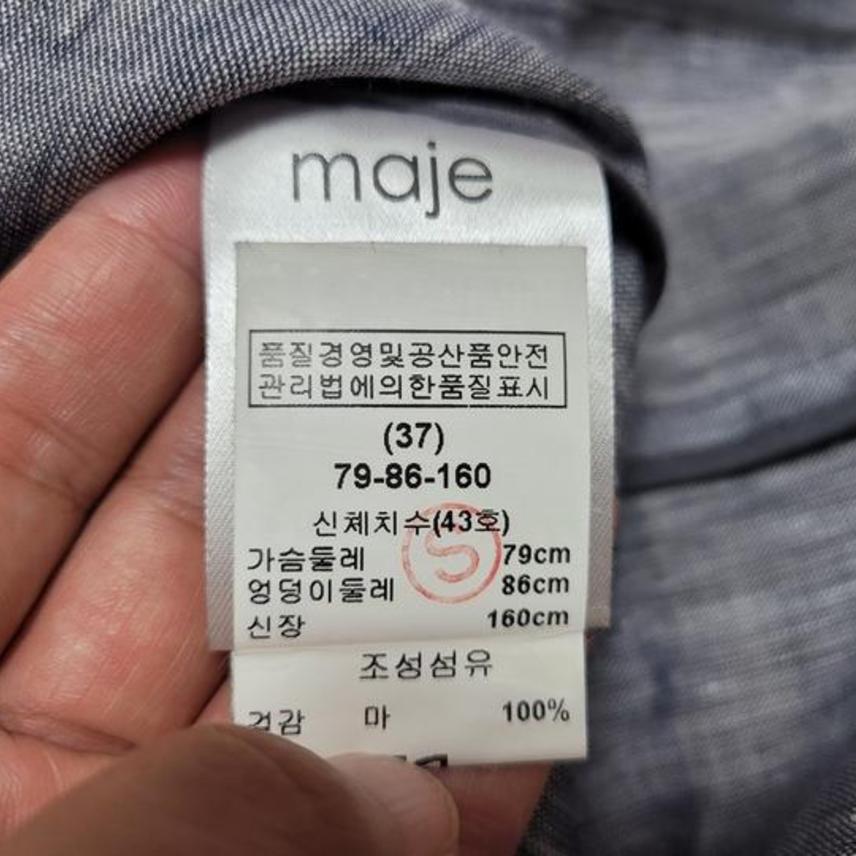 maje
품질경영및공산품안전
관리법에의한품질표시
(37)
79-86-160
신체치수(43호)
S
가슴둘레 79cm
엉덩이둘레 86cm
신장 160cm
조성섬유
겉감 마 100%